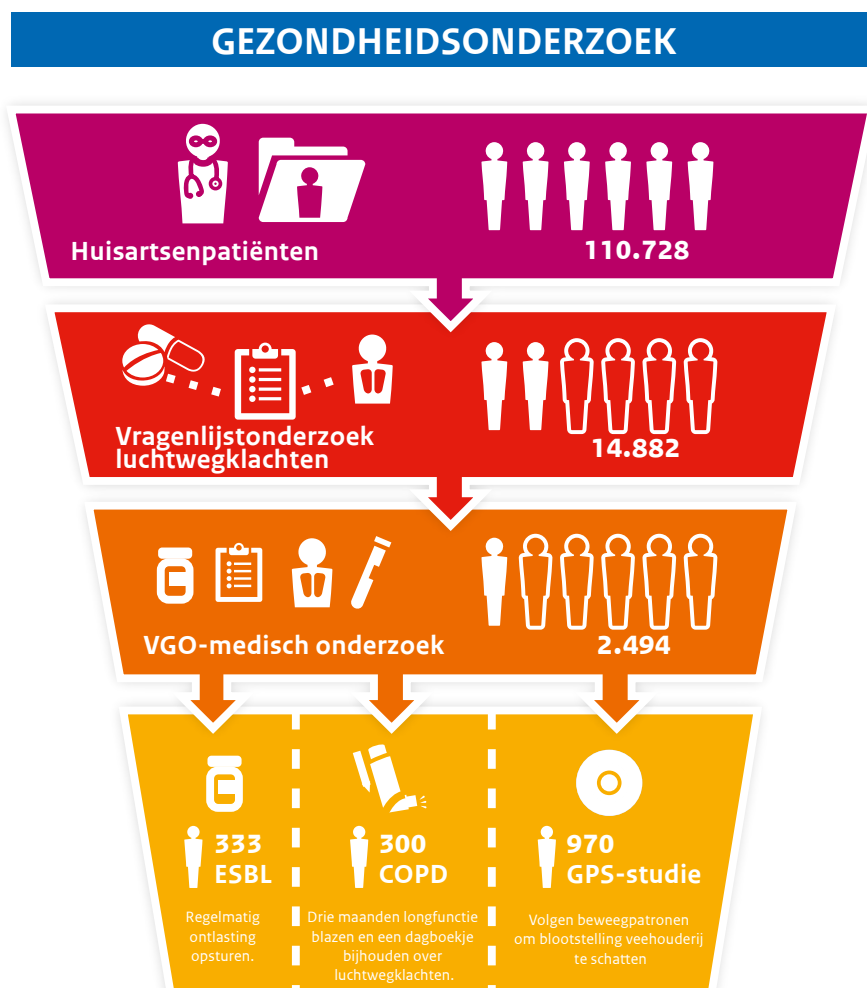 GEZONDHEIDSONDERZOEK
Huisartsenpatiënten
110.728
Vragenlijstonderzoek
luchtwegklachten
14.882
VGO-medisch onderzoek
2.494
333
ESBL
Regelmatig
ontlasting
opsturen.
300
COPD
Drie maanden longfunctie
blazen en een dagboekje
bijhouden over
luchtwegklachten.
970
GPS-studie
Volgen beweegpatronen
om blootstelling veehouderij
te schatten